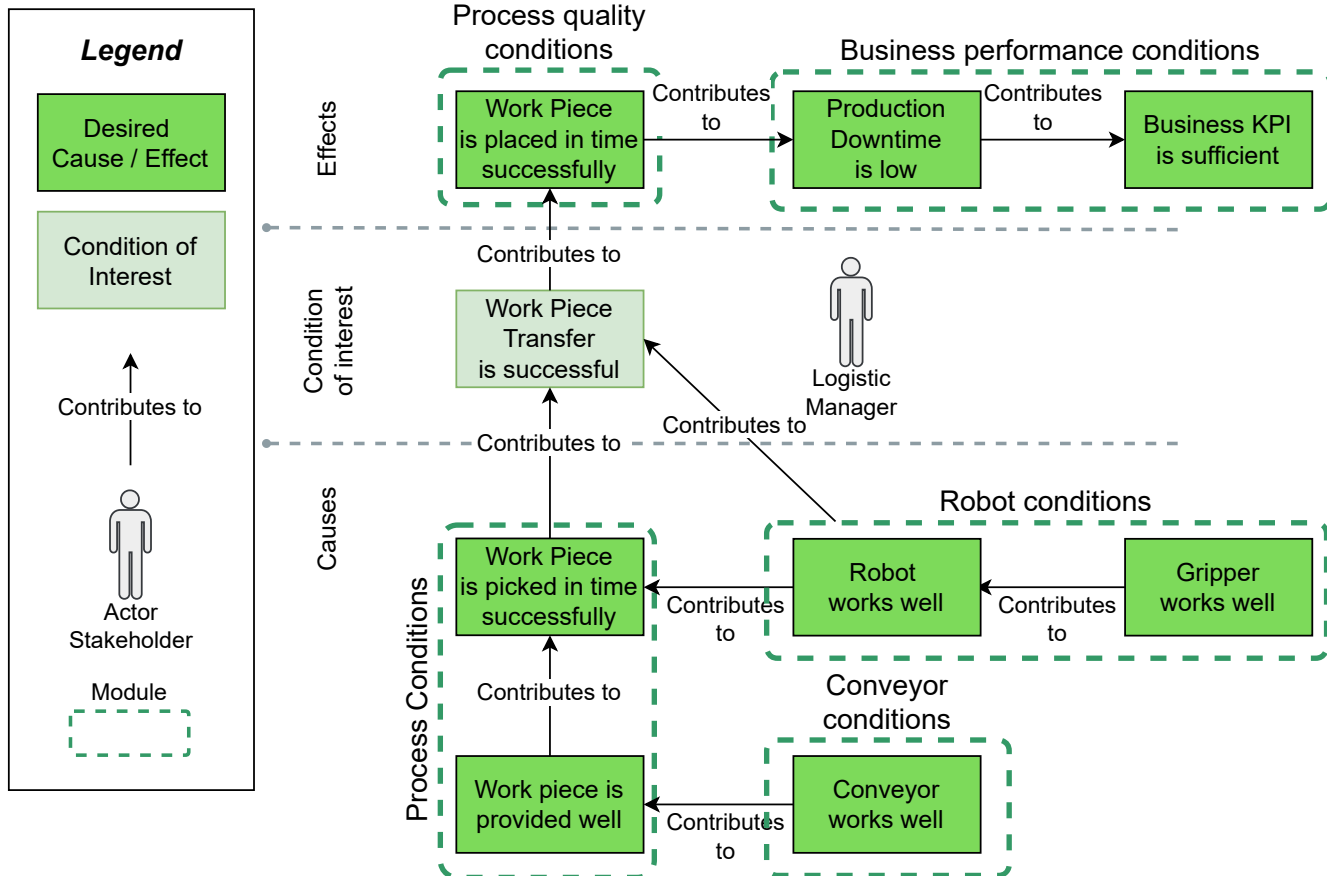 Legend
Desired
Cause / Effect
Condition of
Interest
Contributes to
Actor
Stakeholder
Module
Effects
Condition
of interest
Causes
Process quality
conditions
Work Piece
is placed in time
successfully
Contributes
to
Business performance conditions
Production
Downtime
is low
Contributes
to
Business KPI
is sufficient
Contributes to
Work Piece
Transfer
is successful
Logistic
Manager
Contributes to
Contributes to
Process Conditions
Work Piece
is picked in time
successfully
Contributes
to
Robot conditions
Robot
works well
Contributes
to
Gripper
works well
Contributes to
Work piece is
provided well
Contributes
to
Conveyor
conditions
Conveyor
works well